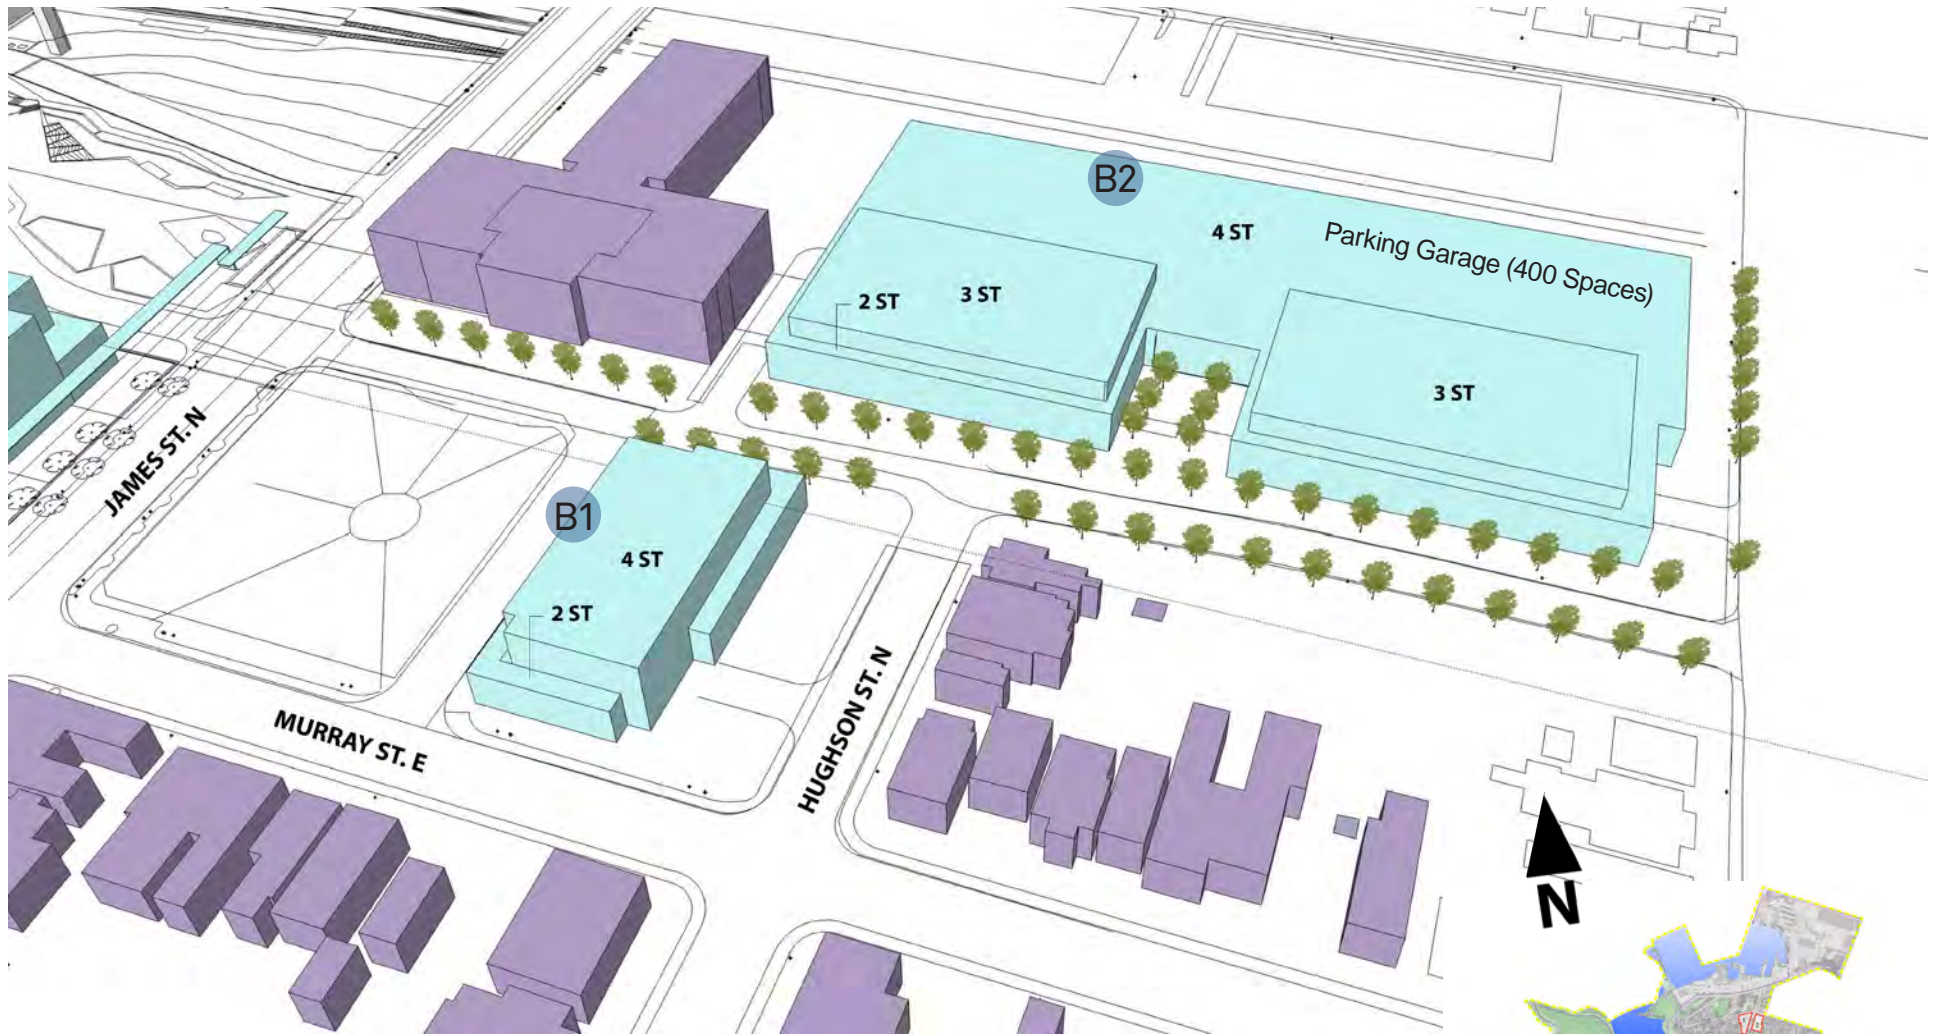 B2
4 ST
Parking Garage (400 Spaces)
2 ST
3 ST
3 ST
JAMES ST. N
B1
4 ST
2 ST
HUGHSON ST. N
MURRAY ST. E
N